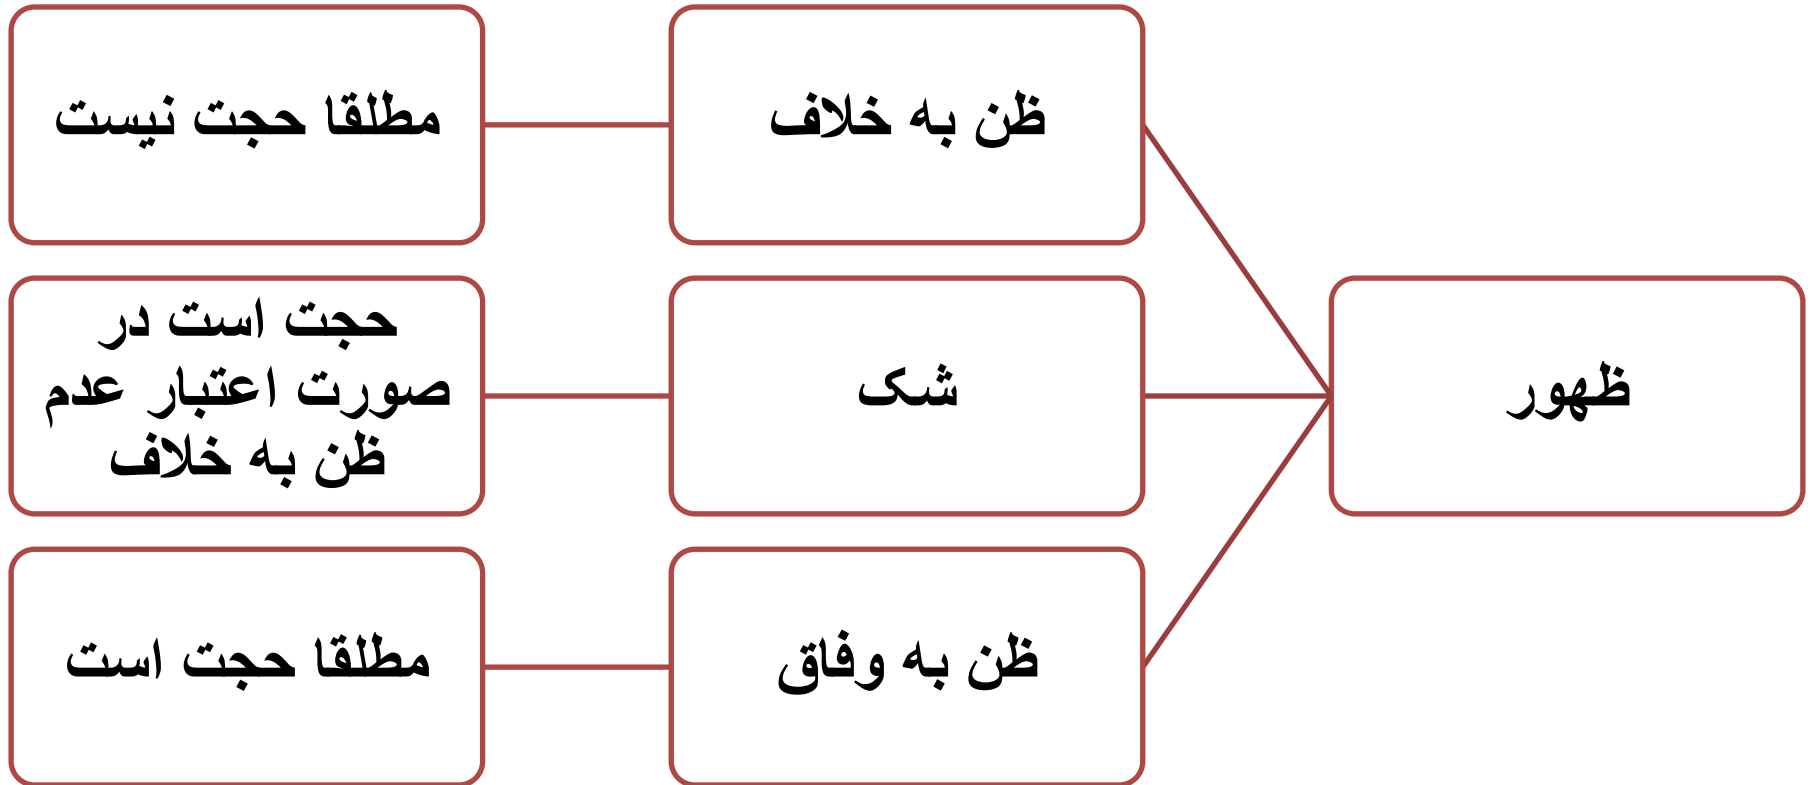 ظهور
ظن به خلاف
مطلقا حجت نیست
شک
حجت است در
صورت اعتبار عدم
ظن به خلاف
ظن به وفاق
مطلقا حجت است